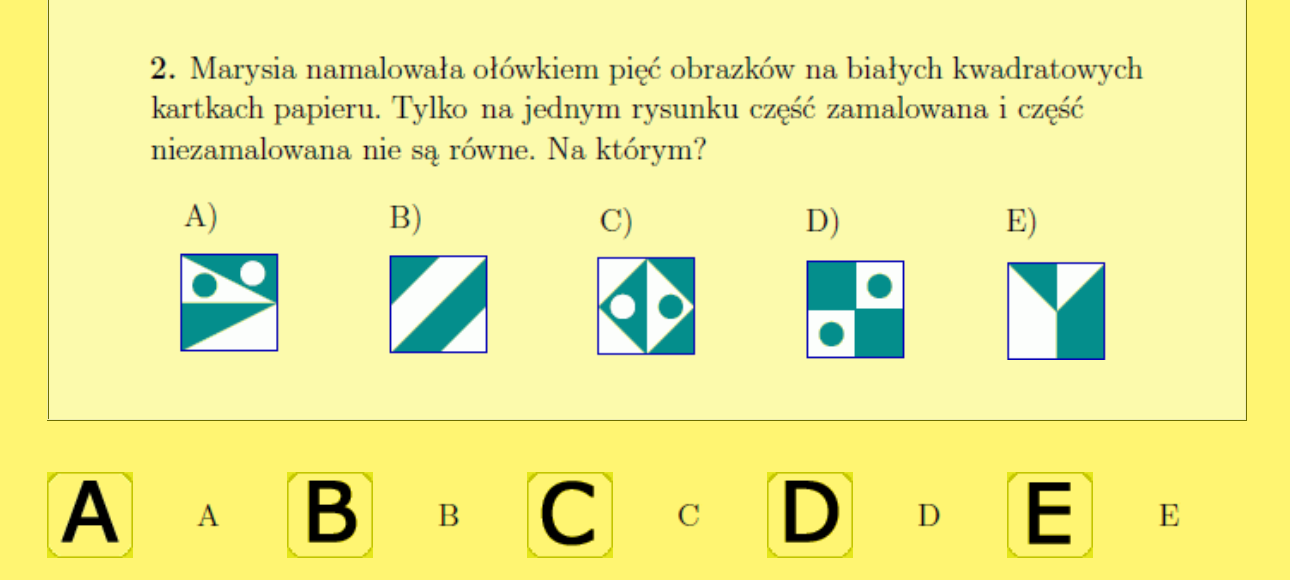 2. Marysia namalowała ołówkiem pięć obrazków na białych kwadratowych
kartkach papieru. Tylko na jednym rysunku część zamalowana i część
niezamalowana nie są równe. Na którym?
A) B) C) D) E)
A A B B C C D D E E